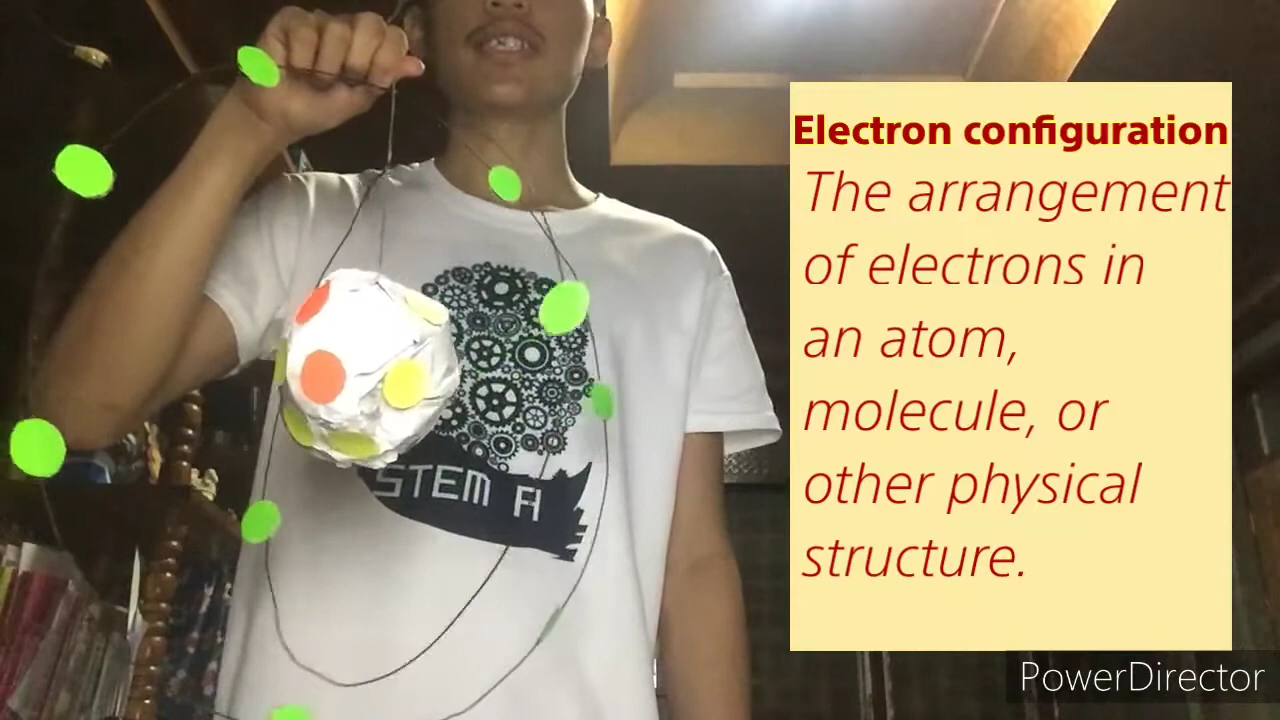 Electron configuration
The arrangement
of electrons in
an atom,
molecule, or
other physical
structure.
STEM A
PowerDirector